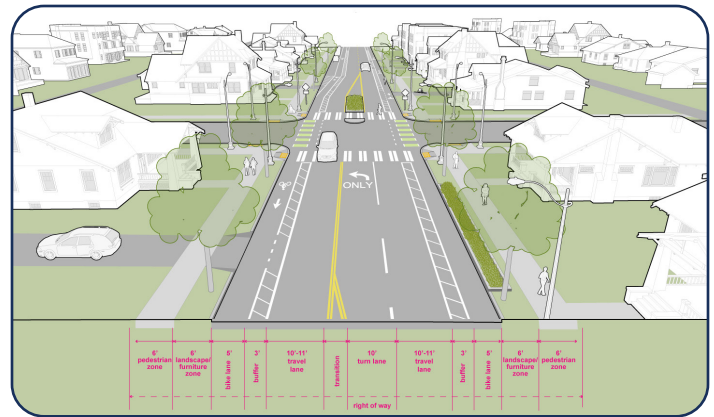 ONLY
6'
pedestrian
zone
6'
landscape/
furniture
zone
5'
bike lane
3'
buffer
10'-11'
travel
lane
transition
10'
turn lane
10'-11'
travel
lane
3'
buffer
5'
bike lane
6'
landscape/
furniture
zone
6'
pedestrian
zone
right of way